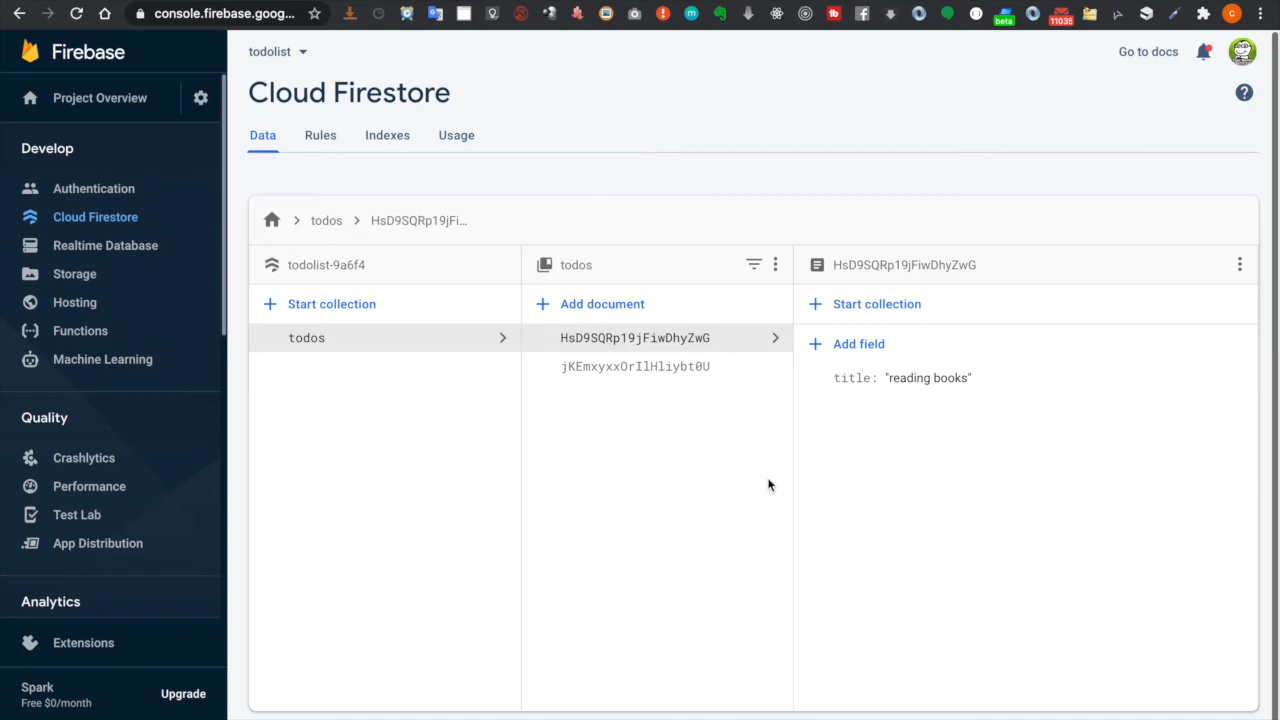 console.firebase.goog...
beta
11035
Firebase
Project Overview
Develop
Authentication
Cloud Firestore
Realtime Database
Storage
Hosting
Functions
Machine Learning
Quality
Crashlytics
Performance
Test Lab
App Distribution
Analytics
Extensions
Spark
Free $0/month
Upgrade
todolist
Go to docs
Cloud Firestore
Data Rules Indexes Usage
todos HsD9SQRp19jFi...
todolist-9a6f4
Start collection
todos
todos
Add document
HsD9SQRp19jFiwDhyZwG
jKEmxyxxOrIlHliybt0U
HsD9SQRp19jFiwDhyZwG
Start collection
Add field
title: "reading books"